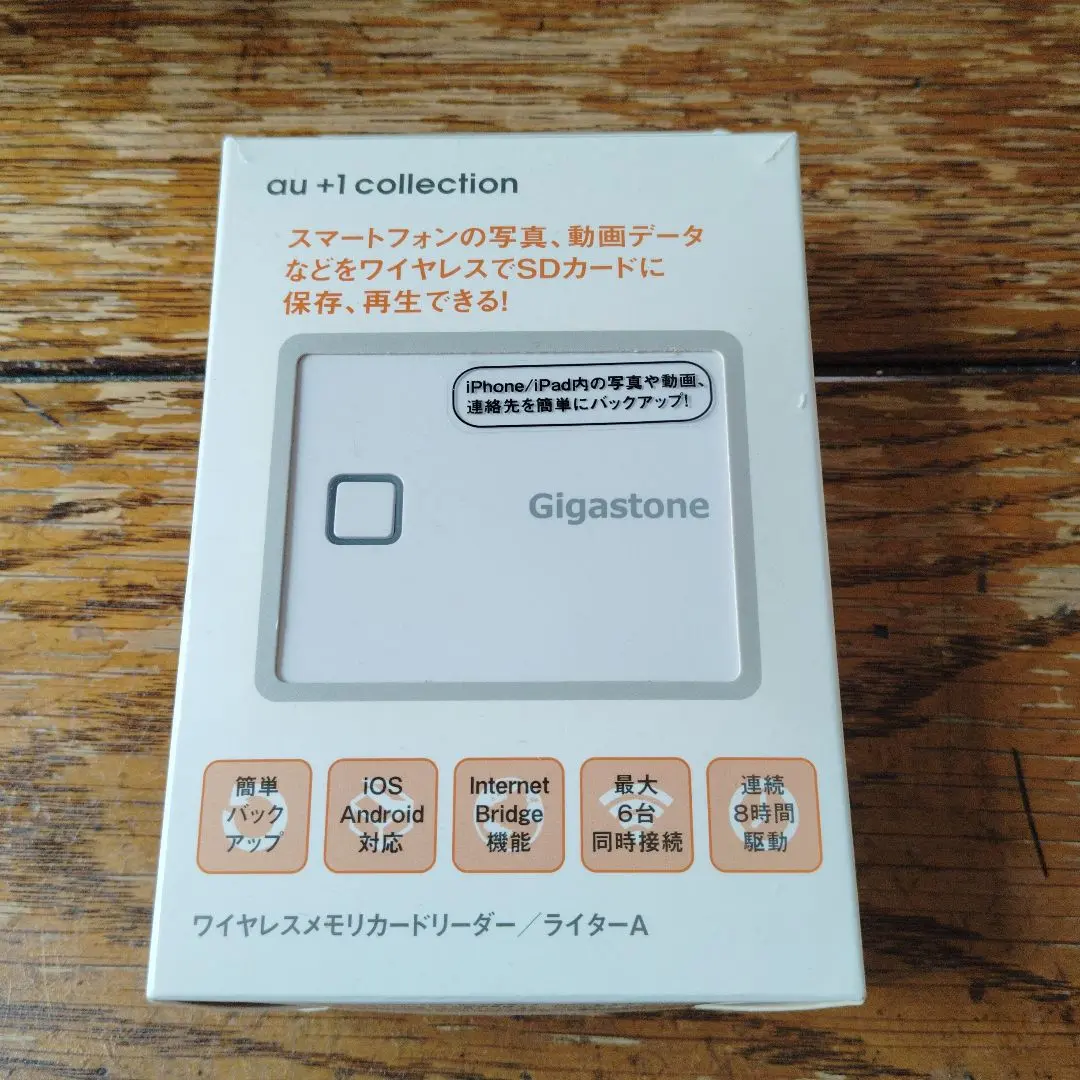 au +1 collection
スマートフォンの写真、動画データ
などをワイヤレスでSDカードに
保存、再生できる!
iPhone/iPad内の写真や動画、
連絡先を簡単にバックアップ!
Gigastone
簡単
バック
アップ
iOS
Android
対応
Internet
Bridge
機能
最大
6台
同時接続
連続
8時間
駆動
ワイヤレスメモリカードリーダー／ライターA